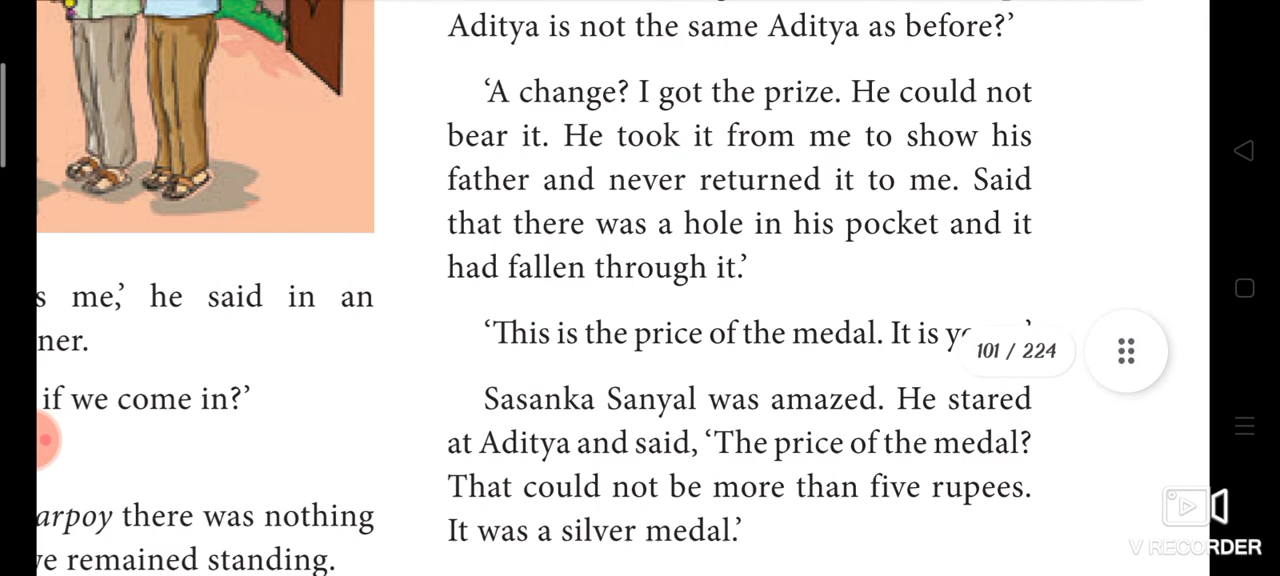 s me,’ he said in an
ner.
if we come in?’
arpoy there was nothing
ve remained standing.
Aditya is not the same Aditya as before?’
‘A change? I got the prize. He could not
bear it. He took it from me to show his
father and never returned it to me. Said
that there was a hole in his pocket and it
had fallen through it.’
‘This is the price of the medal. It is
101 / 224
Sasanka Sanyal was amazed. He stared
at Aditya and said, ‘The price of the medal?
That could not be more than five rupees.
It was a silver medal.’
V RECORDER